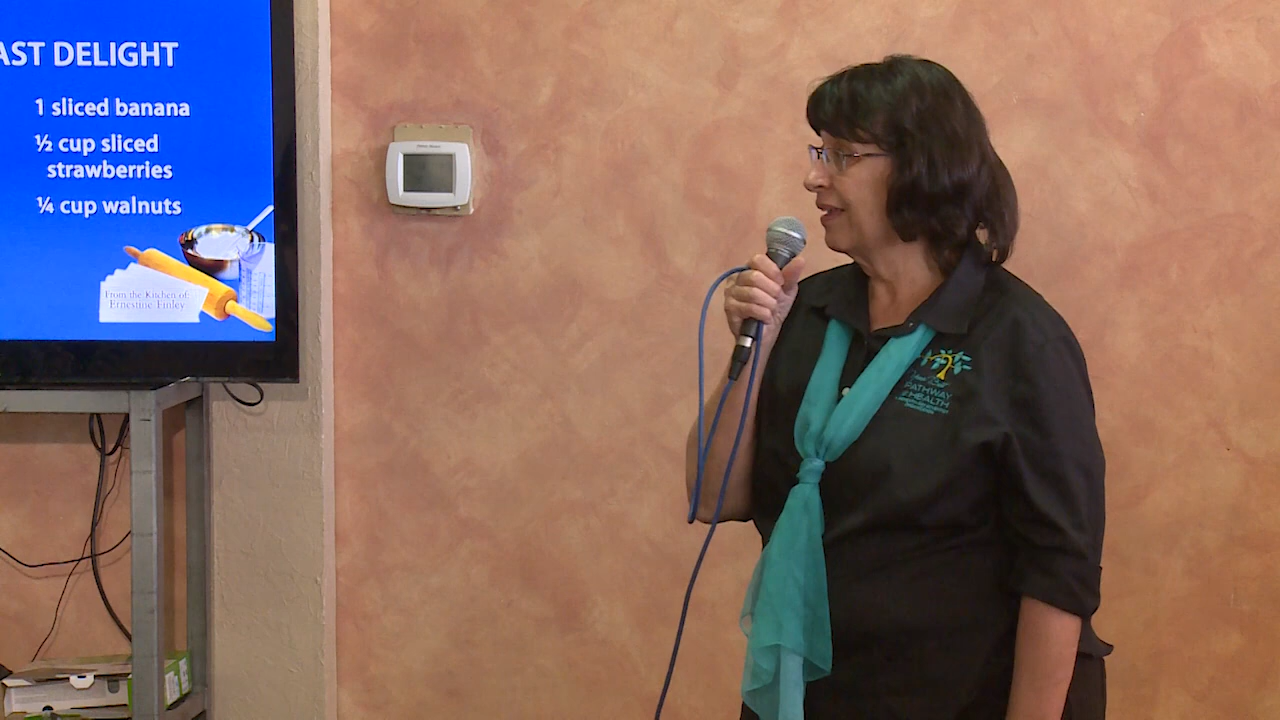 AST DELIGHT
1 sliced banana
½ cup sliced
strawberries
¼ cup walnuts
From the Kitchen of:
Ernestine Finley
PATHWAY
HEALTH